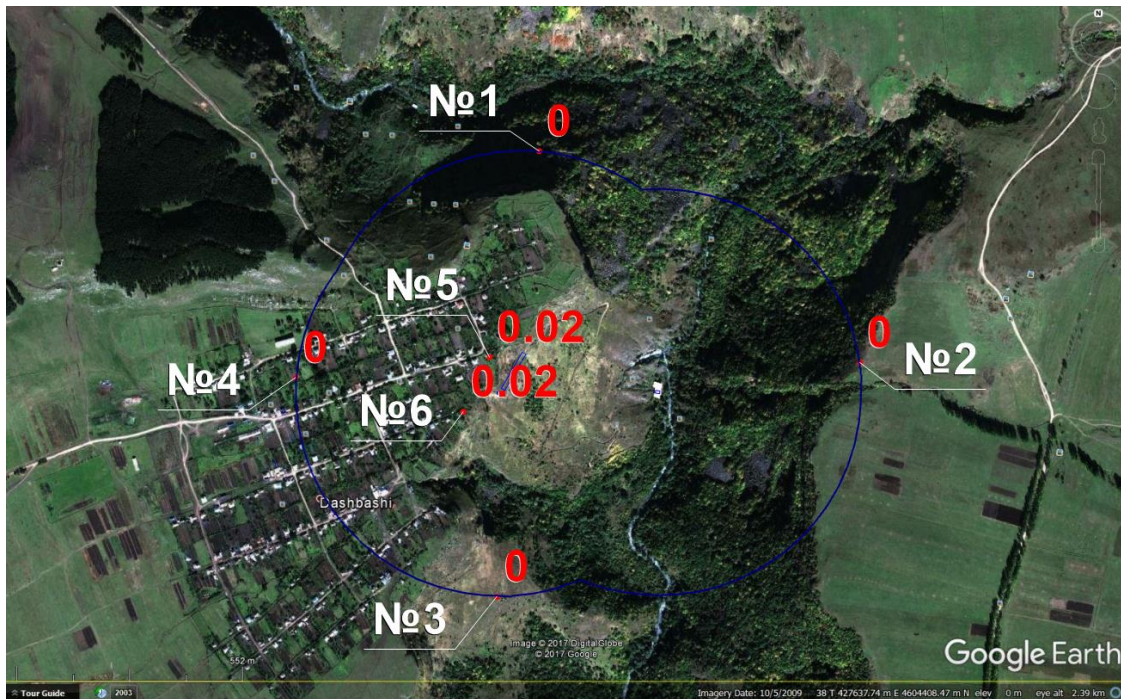 N
№1
0
№5
0.02
0
0
№4
0.02
№2
№6
Dashbashi
0
№3
Image © 2017 DigitalGlobe
© 2017 Google
552 m
Google Earth
Tour Guide
2003
Imagery Date: 10/5/2009 38 T 427637.74 m E 4604408.47 m N elev 0 m eye alt 2.39 km